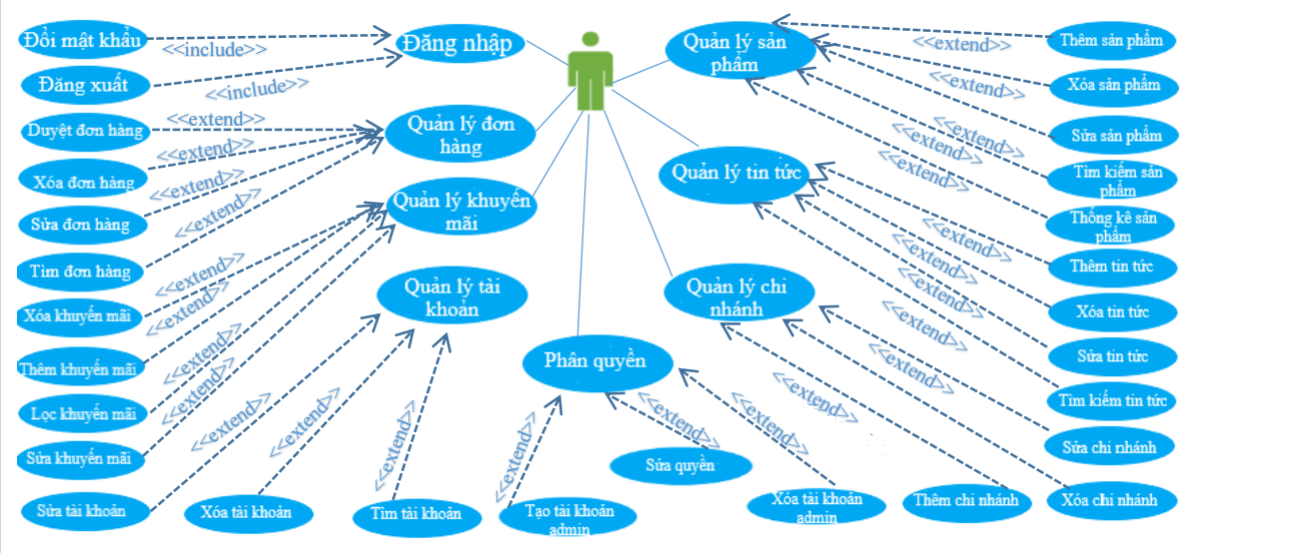 Đổi mật khẩu
<<include>>
Đăng nhập
Đăng xuất
<<include>>
Duyệt đơn hàng
<<extend>>
Quản lý đơn
hàng
Xóa đơn hàng
<<extend>>
Sửa đơn hàng
<<extend>>
Tìm đơn hàng
<<extend>>
Quản lý khuyến
mãi
Xóa khuyến mãi
<<extend>>
Thêm khuyến mãi
<<extend>>
Lọc khuyến mãi
<<extend>>
Sửa khuyến mãi
<<extend>>
Quản lý tài
khoản
Sửa tài khoản
<<extend>>
Xóa tài khoản
<<extend>>
Tìm tài khoản
<<extend>>
Phân quyền
Tạo tài khoản
admin
<<extend>>
Sửa quyền
<<extend>>
Xóa tài khoản
admin
<<extend>>
Quản lý sản
phẩm
<<extend>>
Thêm sản phẩm
<<extend>>
Xóa sản phẩm
<<extend>>
Sửa sản phẩm
<<extend>>
Tìm kiếm sản
phẩm
<<extend>>
Thống kê sản
phẩm
Quản lý tin tức
<<extend>>
Thêm tin tức
<<extend>>
Xóa tin tức
<<extend>>
Sửa tin tức
<<extend>>
Tìm kiếm tin tức
Quản lý chi
nhánh
<<extend>>
Sửa chi nhánh
<<extend>>
Thêm chi nhánh
Xóa chi nhánh